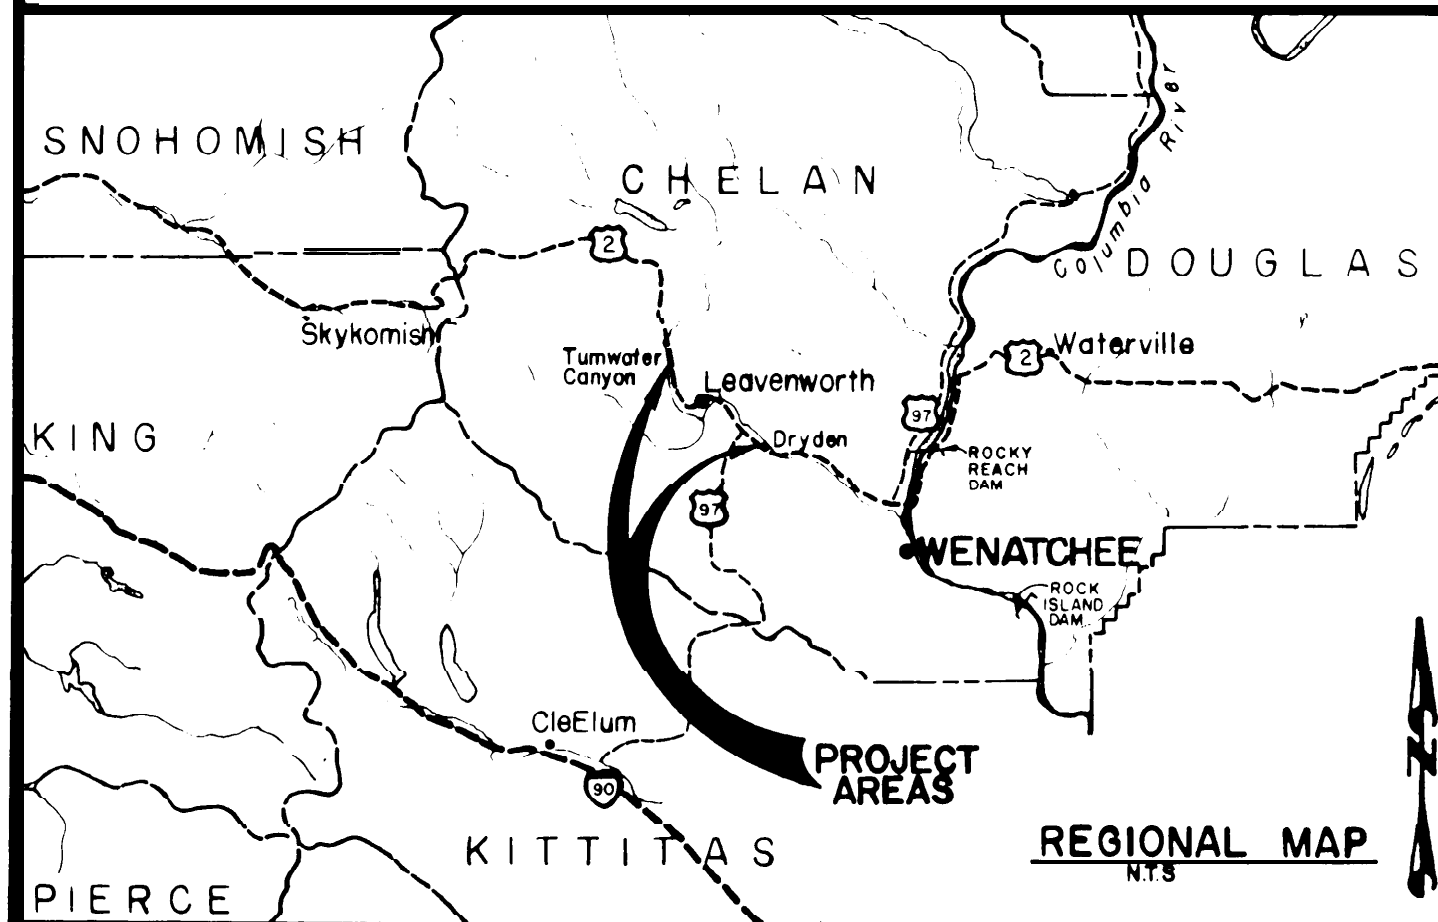 SNOHOMISH
CHELAN
Columbia River
DOUGLAS
2
Skykomish
Tumwater
Canyon
Leavenworth
2
Waterville
97
KING
Dryden
ROCKY
REACH
DAM
97
WENATCHEE
ROCK
ISLAND
DAM
CleElum
90
PROJECT
AREAS
N
KITTITAS
REGIONAL MAP
N.T.S
PIERCE